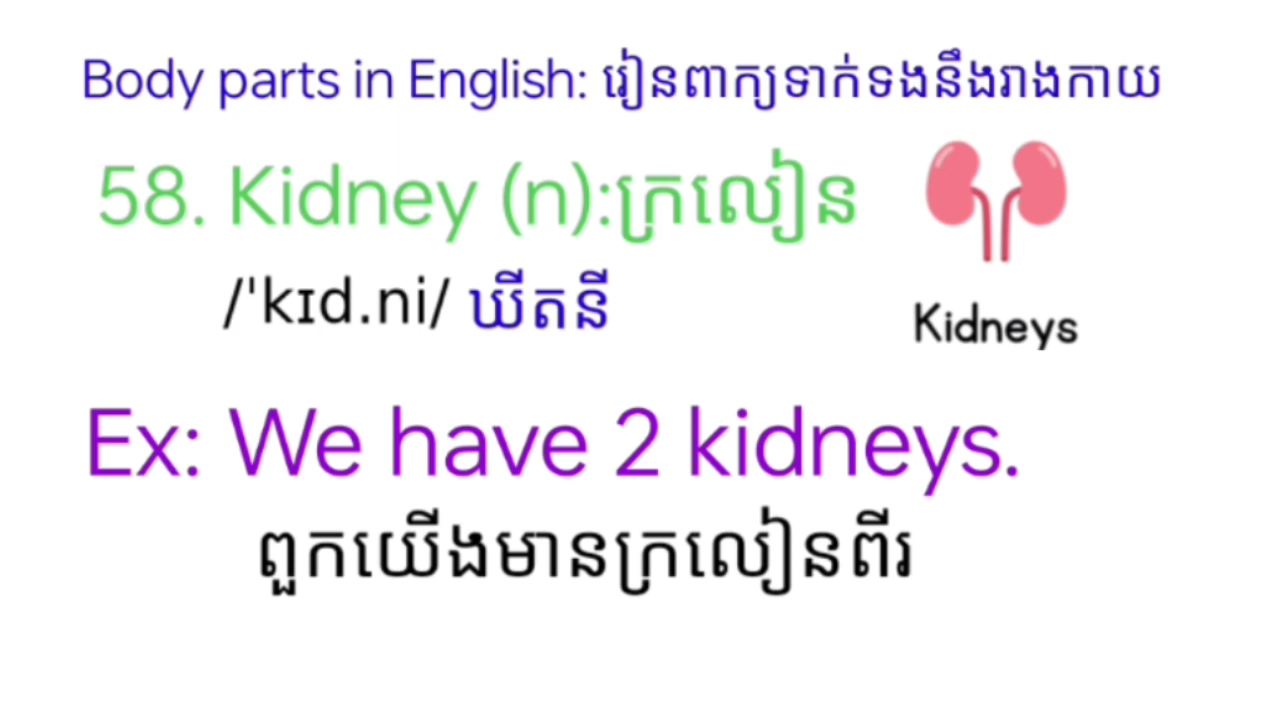 Body parts in English: រៀនពាក្យទាក់ទងនឹងរាងកាយ
58. Kidney (n):ក្រលៀន
/ˈkɪd.ni/ ឃីតនី
Kidneys
Ex: We have 2 kidneys.
ពួកយើងមានក្រលៀនពីរ